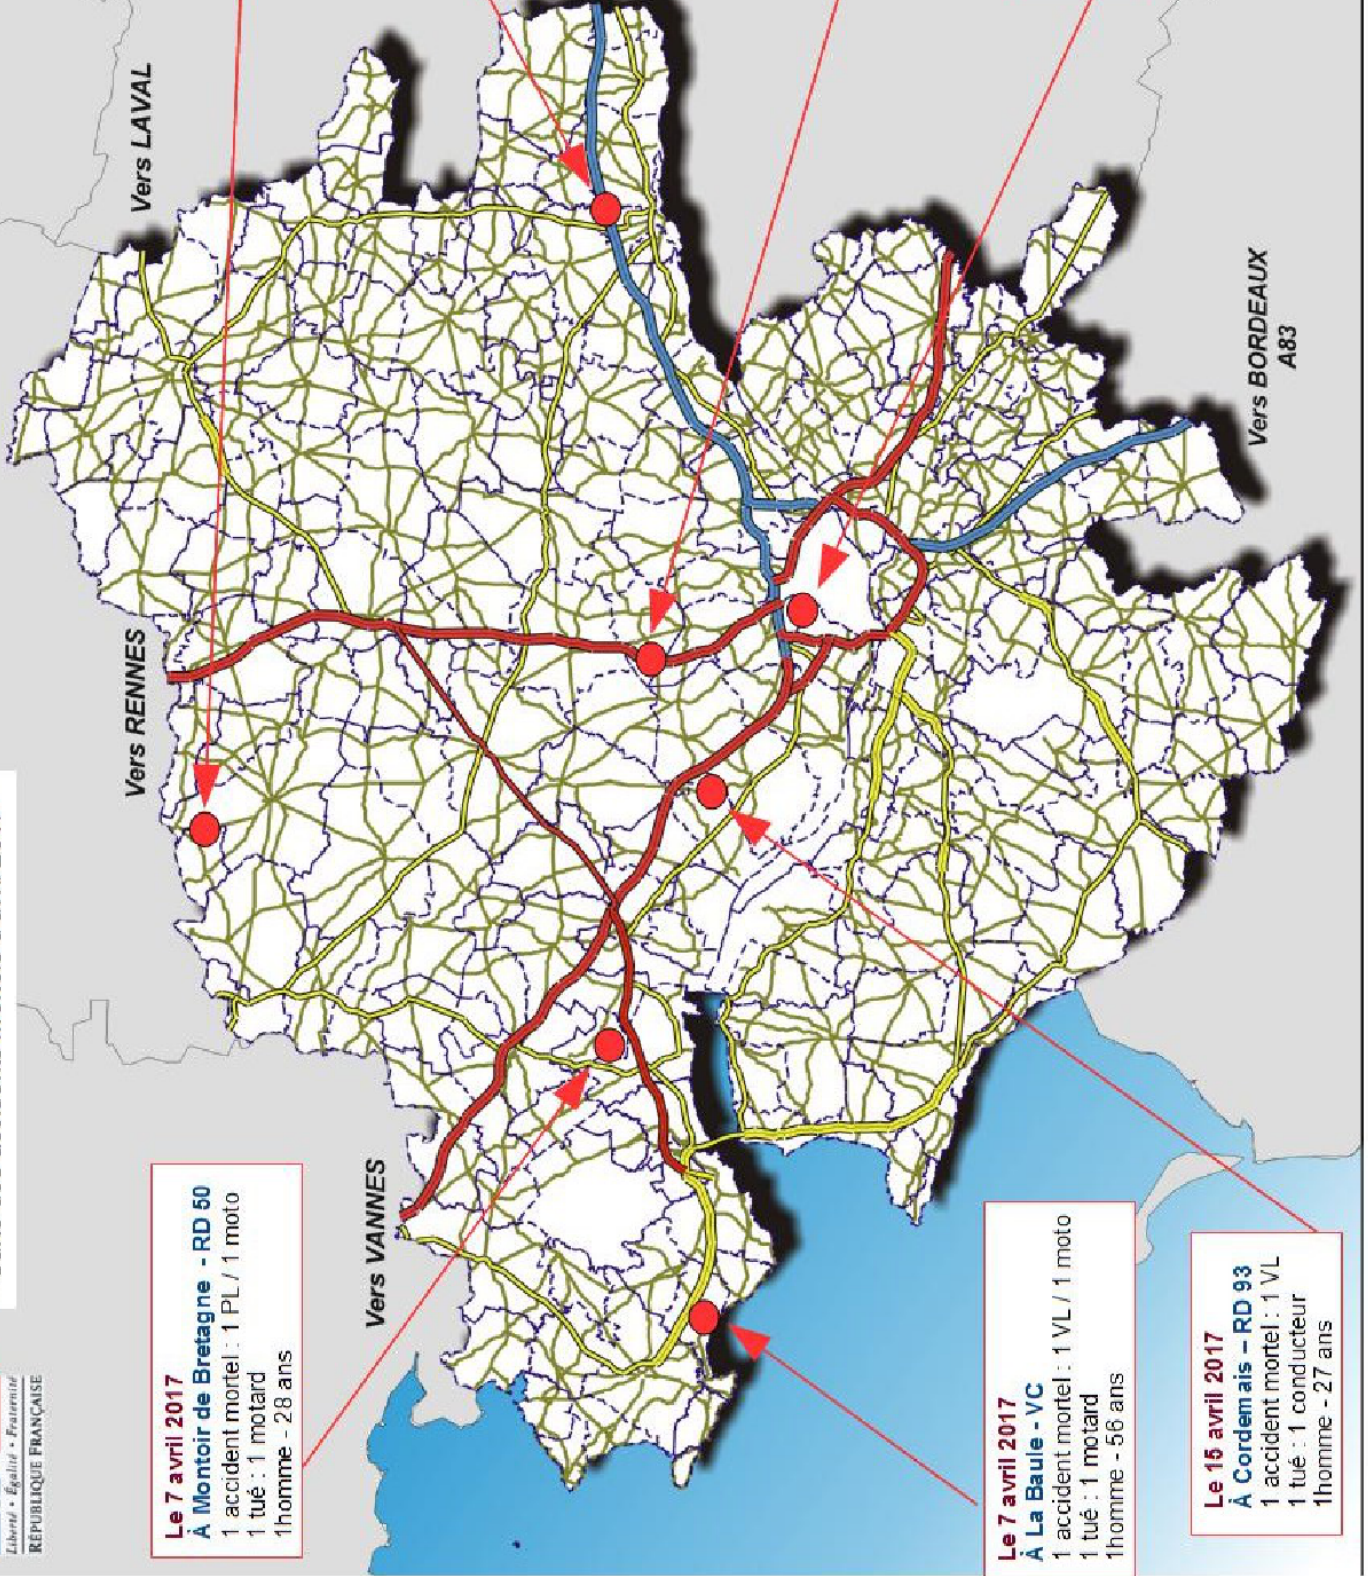 Liberté • Égalité • Fraternité
RÉPUBLIQUE FRANÇAISE
Vers LAVAL
Vers RENNES
Vers VANNES
Vers BORDEAUX
A83
Le 7 avril 2017
À Montoir de Bretagne - RD 50
1 accident mortel : 1 PL / 1 moto
1 tué : 1 motard
1homme - 28 ans
Le 7 avril 2017
À La Baule - VC
1 accident mortel : 1 VL / 1 moto
1 tué : 1 motard
1homme - 56 ans
Le 15 avril 2017
À Cordemais – RD 93
1 accident mortel : 1 VL
1 tué : 1 conducteur
1homme - 27 ans